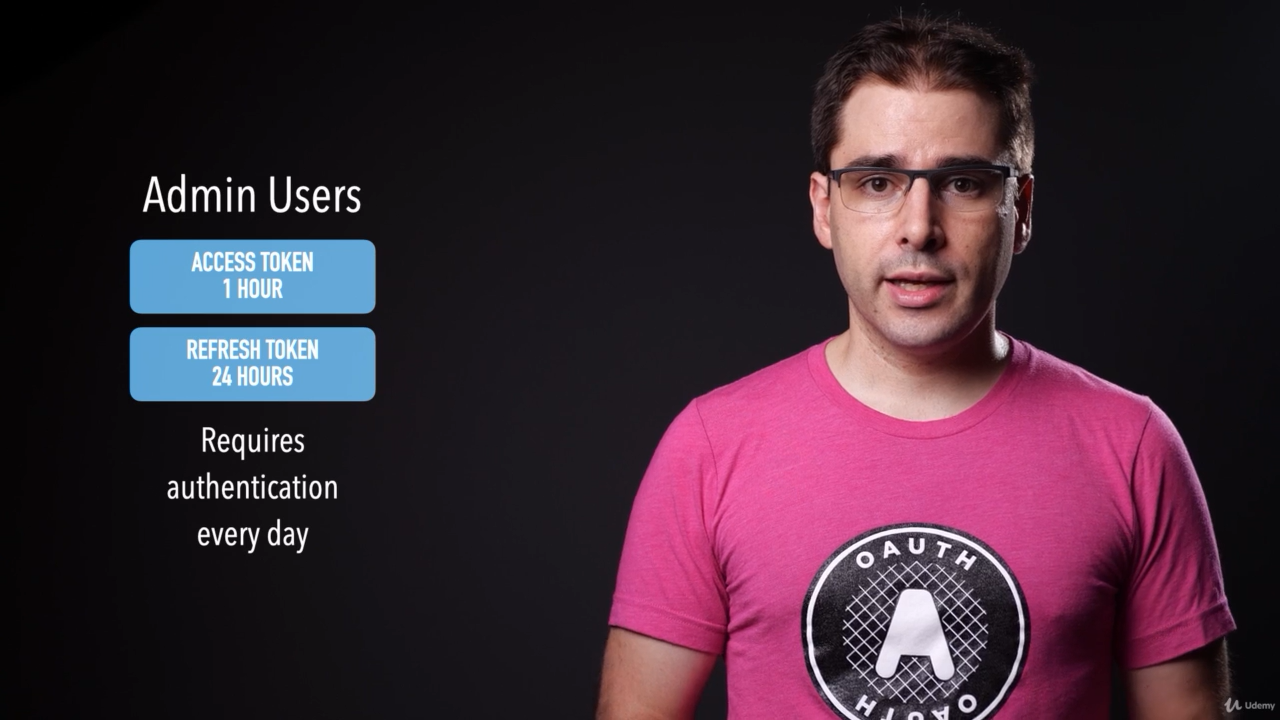 Admin Users
ACCESS TOKEN
1 HOUR
REFRESH TOKEN
24 HOURS
Requires
authentication
every day
OAUTH
A
OAUTH
Udemy